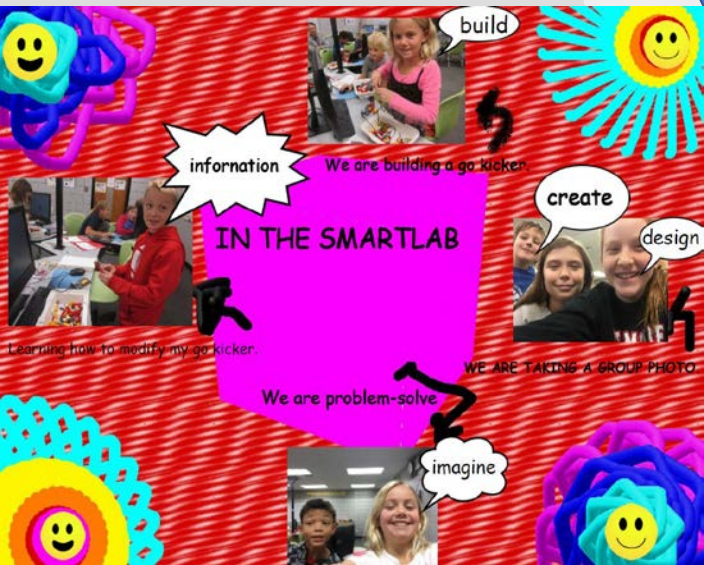 build
We are building a go kicker.
infornation
create
IN THE SMARTLAB
design
Learning how to modify my go kicker.
WE ARE TAKING A GROUP PHOTO
We are problem-solve
imagine